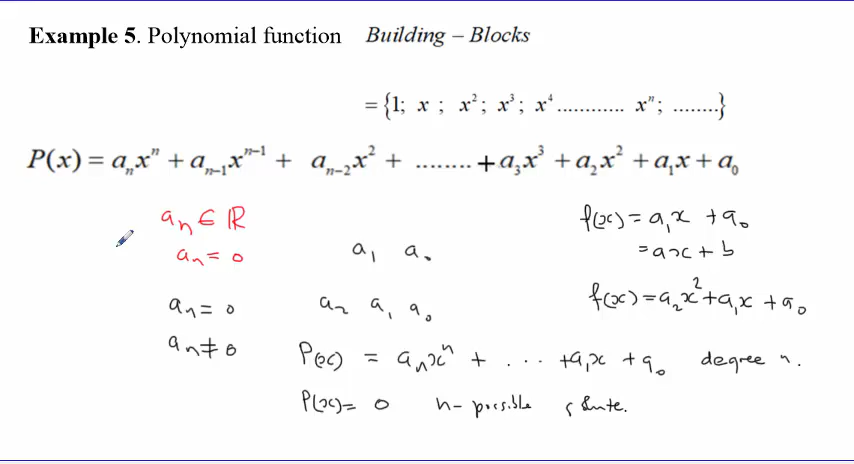 Example 5. Polynomial function Building – Blocks
= {1; x ; x²; x³; x⁴............ xⁿ; ........}
P(x) = aₙxⁿ + aₙ₋₁xⁿ⁻¹ + aₙ₋₂x² + ........ + a₃x³ + a₂x² + a₁x + a₀
aₙ ∈ ℝ f(x) = a₁x + a₀
aₙ = 0 a₁ a₀ = ax + b
aₙ = 0 a₂ a₁ a₀ f(x) = a₂x² + a₁x + a₀
aₙ ≠ 0 P(x) = aₙxⁿ + ... + a₁x + a₀ degree n.
P(x) = 0 n - possible